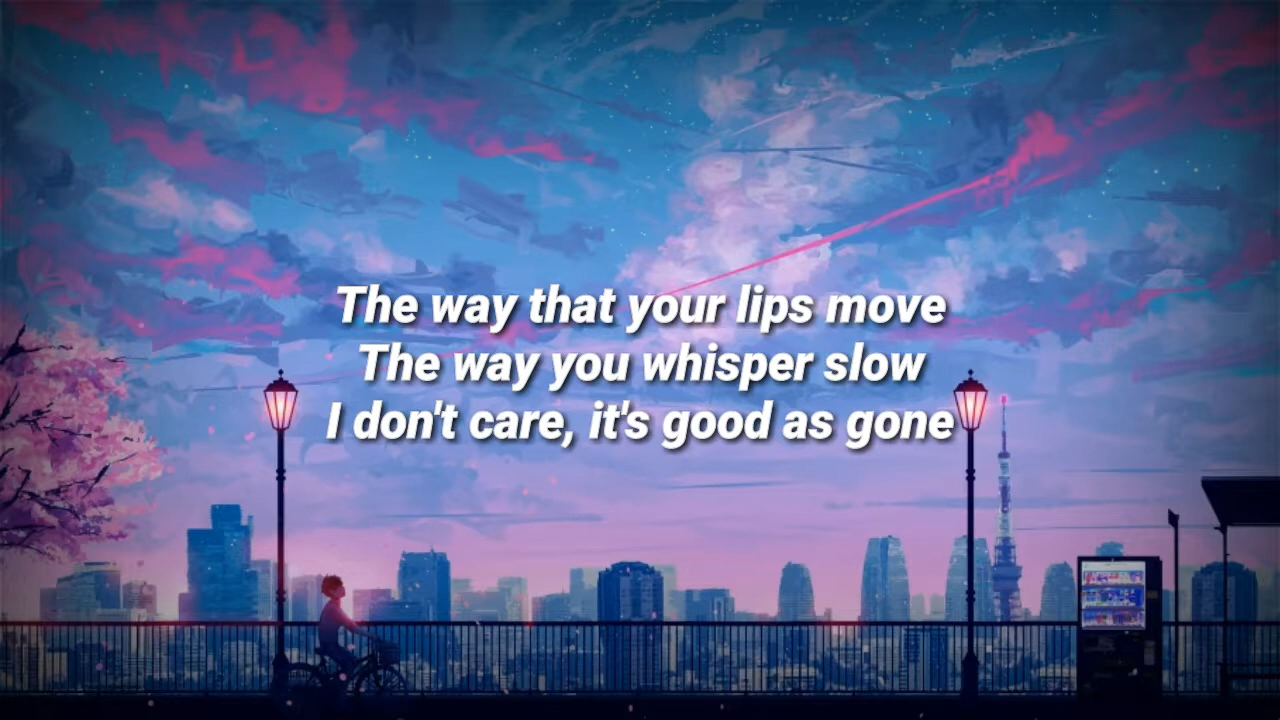 The way that your lips move
The way you whisper slow
I don't care, it's good as gone